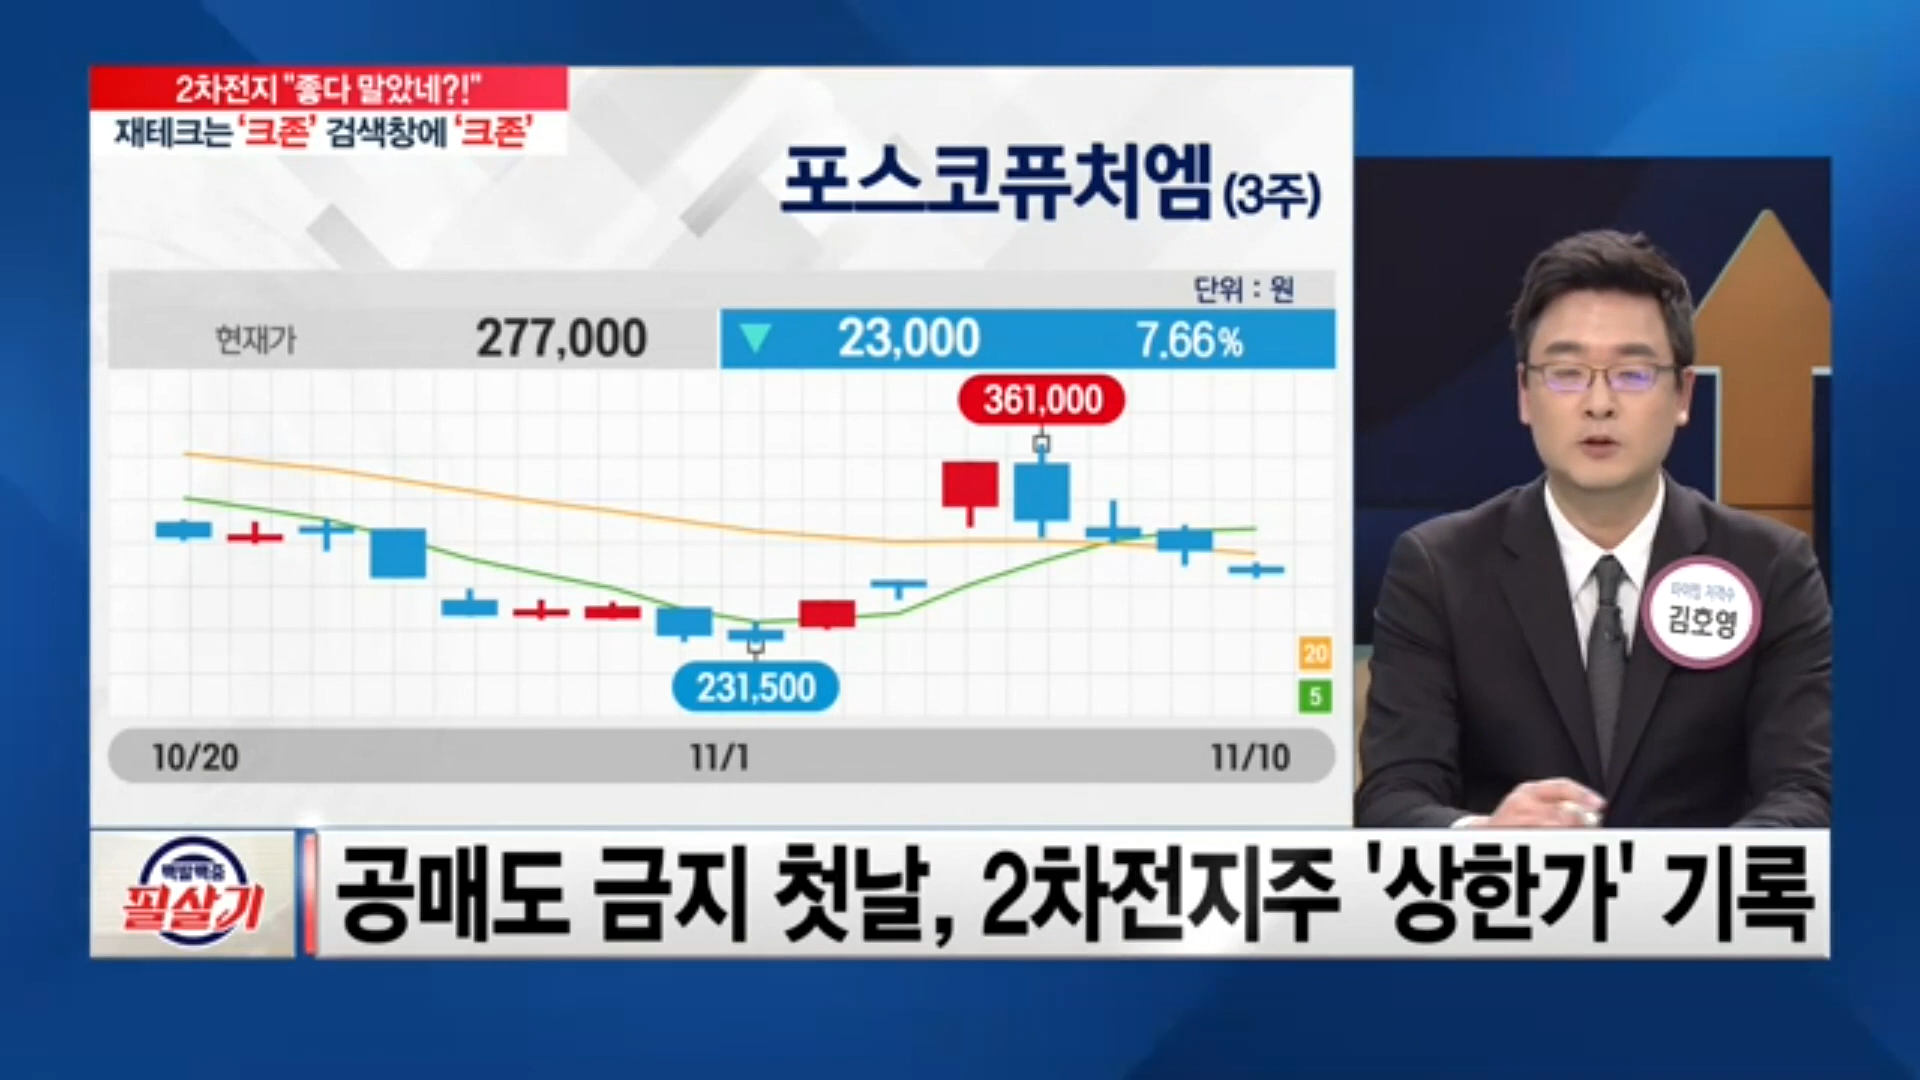 2차전지 "좋다 말았네?!"
재테크는 '크존' 검색창에 '크존'
포스코퓨처엠 (3주)
단위 : 원
현재가 277,000 ▼ 23,000 7.66%
361,000
231,500
20
5
10/20 11/1 11/10
김호영
백발백중
필살기
공매도 금지 첫날, 2차전지주 '상한가' 기록